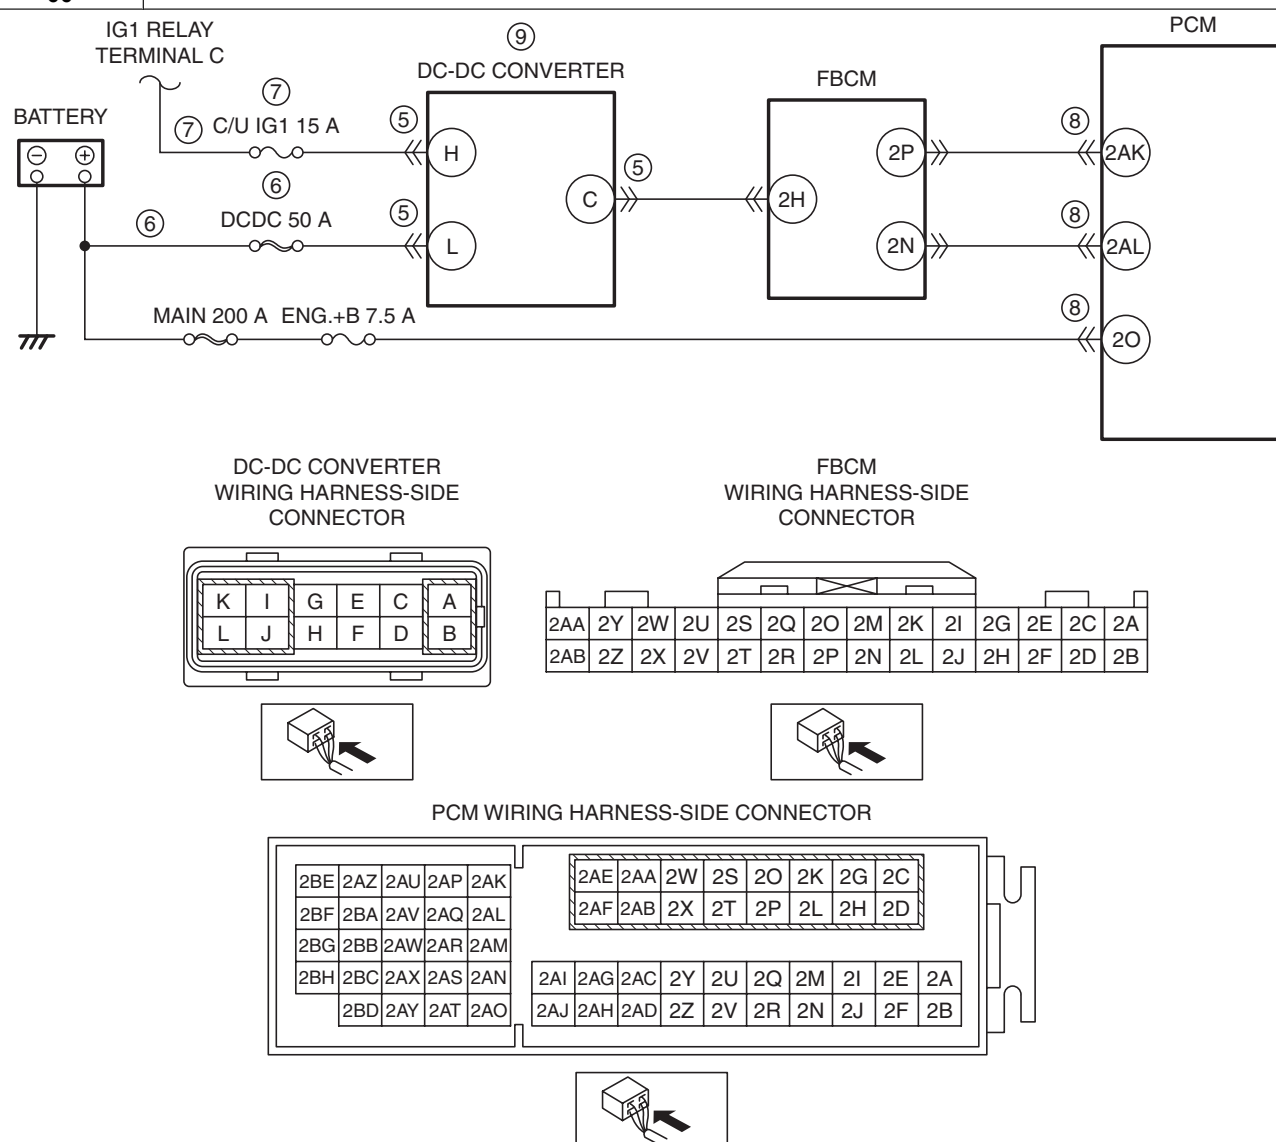 IG1 RELAY
TERMINAL C
⑨
DC-DC CONVERTER
FBCM
PCM
BATTERY
⑦
⑦ C/U IG1 15 A
⑤
H
2P
⑧
2AK
− +
⑥
⑥ DCDC 50 A
⑤
L
C
⑤
2H
2N
⑧
2AL
MAIN 200 A ENG.+B 7.5 A
⑧
2O
DC-DC CONVERTER
WIRING HARNESS-SIDE
CONNECTOR
K I G E C A
L J H F D B
FBCM
WIRING HARNESS-SIDE
CONNECTOR
2AA 2Y 2W 2U 2S 2Q 2O 2M 2K 2I 2G 2E 2C 2A
2AB 2Z 2X 2V 2T 2R 2P 2N 2L 2J 2H 2F 2D 2B
PCM WIRING HARNESS-SIDE CONNECTOR
2BE 2AZ 2AU 2AP 2AK
2BF 2BA 2AV 2AQ 2AL
2BG 2BB 2AW 2AR 2AM
2BH 2BC 2AX 2AS 2AN
2BD 2AY 2AT 2AO
2AE 2AA 2W 2S 2O 2K 2G 2C
2AF 2AB 2X 2T 2P 2L 2H 2D
2AI 2AG 2AC 2Y 2U 2Q 2M 2I 2E 2A
2AJ 2AH 2AD 2Z 2V 2R 2N 2J 2F 2B